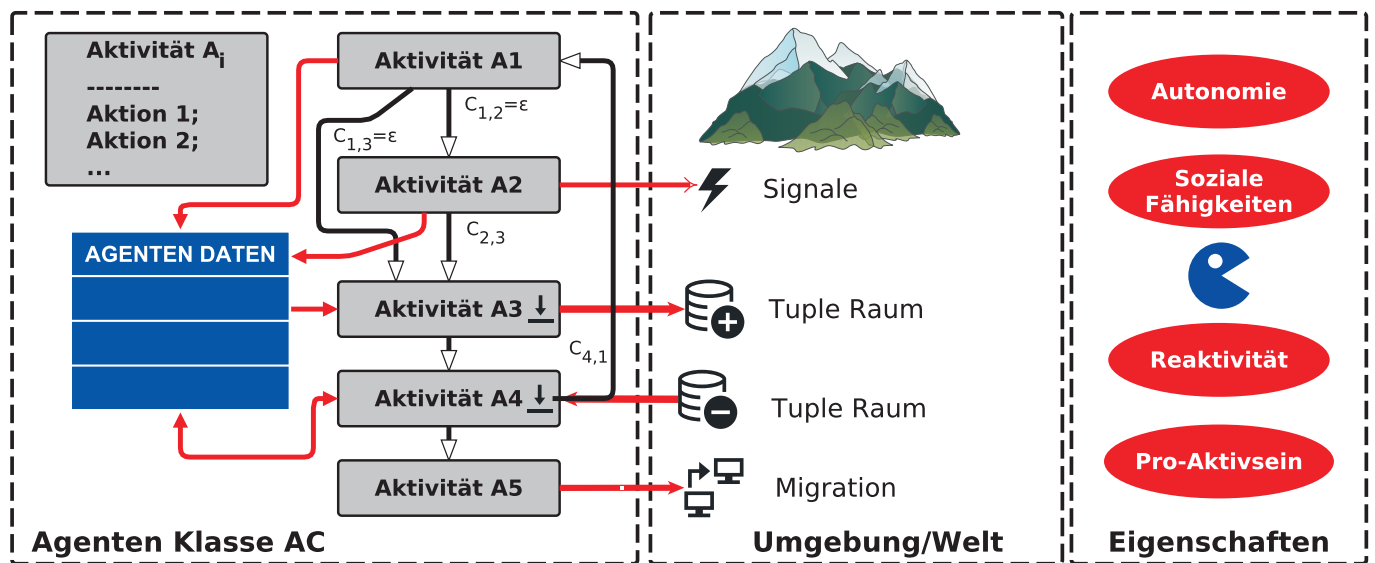 Aktivität Ai
--------
Aktion 1;
Aktion 2;
...
AGENTEN DATEN
Aktivität A1
C1,2=ε
C1,3=ε
Aktivität A2
C2,3
Aktivität A3
C4,1
Aktivität A4
Aktivität A5
Agenten Klasse AC
Signale
Tuple Raum
Tuple Raum
Migration
Umgebung/Welt
Autonomie
Soziale
Fähigkeiten
Reaktivität
Pro-Aktivsein
Eigenschaften